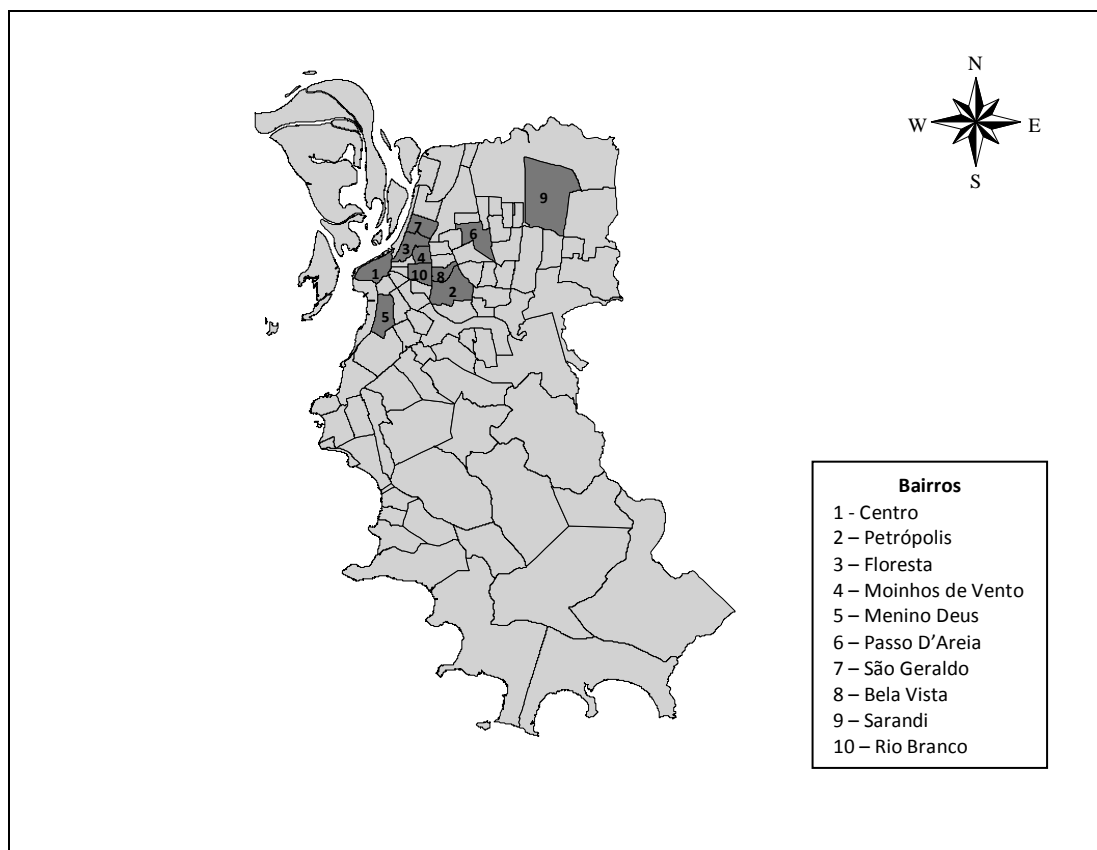 N
W E
S
9
7
6
3
4
1
10
8
2
5
Bairros
1 - Centro
2 – Petrópolis
3 – Floresta
4 – Moinhos de Vento
5 – Menino Deus
6 – Passo D’Areia
7 – São Geraldo
8 – Bela Vista
9 – Sarandi
10 – Rio Branco